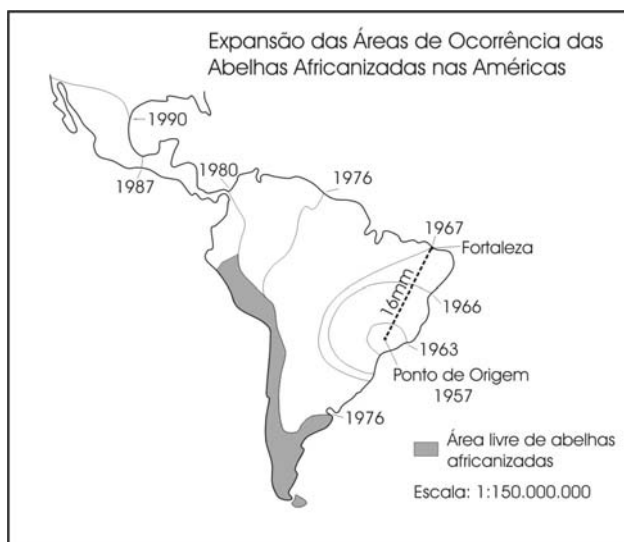 Expansão das Áreas de Ocorrência das
Abelhas Africanizadas nas Américas
1990
1987
1980
1976
1967
Fortaleza
16mm
1966
1963
Ponto de Origem
1957
1976
Área livre de abelhas
africanizadas
Escala: 1:150.000.000